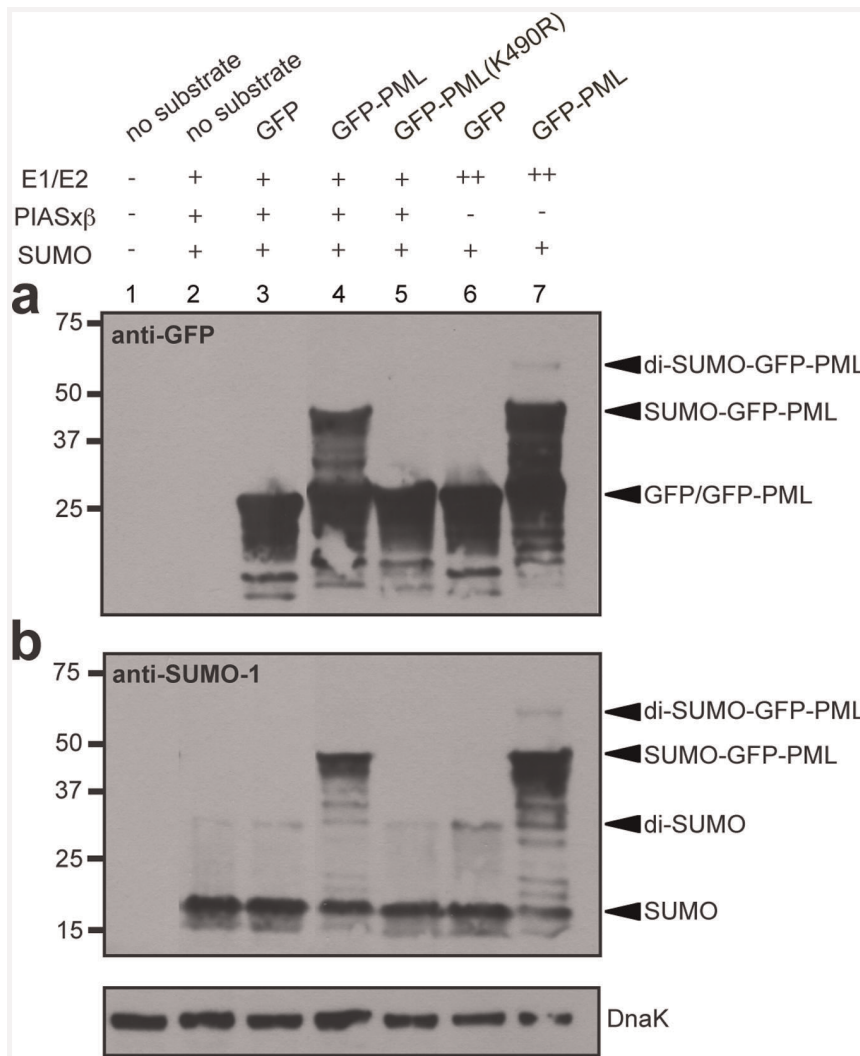 no substrate
no substrate
GFP
GFP-PML
GFP-PML(K490R)
GFP
GFP-PML
E1/E2 - + + + + ++ ++
PIASxβ - + + + + - -
SUMO - + + + + + +
a 1 2 3 4 5 6 7
75 anti-GFP
di-SUMO-GFP-PML
50 SUMO-GFP-PML
37
25 GFP/GFP-PML
b
75 anti-SUMO-1
di-SUMO-GFP-PML
50 SUMO-GFP-PML
37
di-SUMO
25
SUMO
15
DnaK